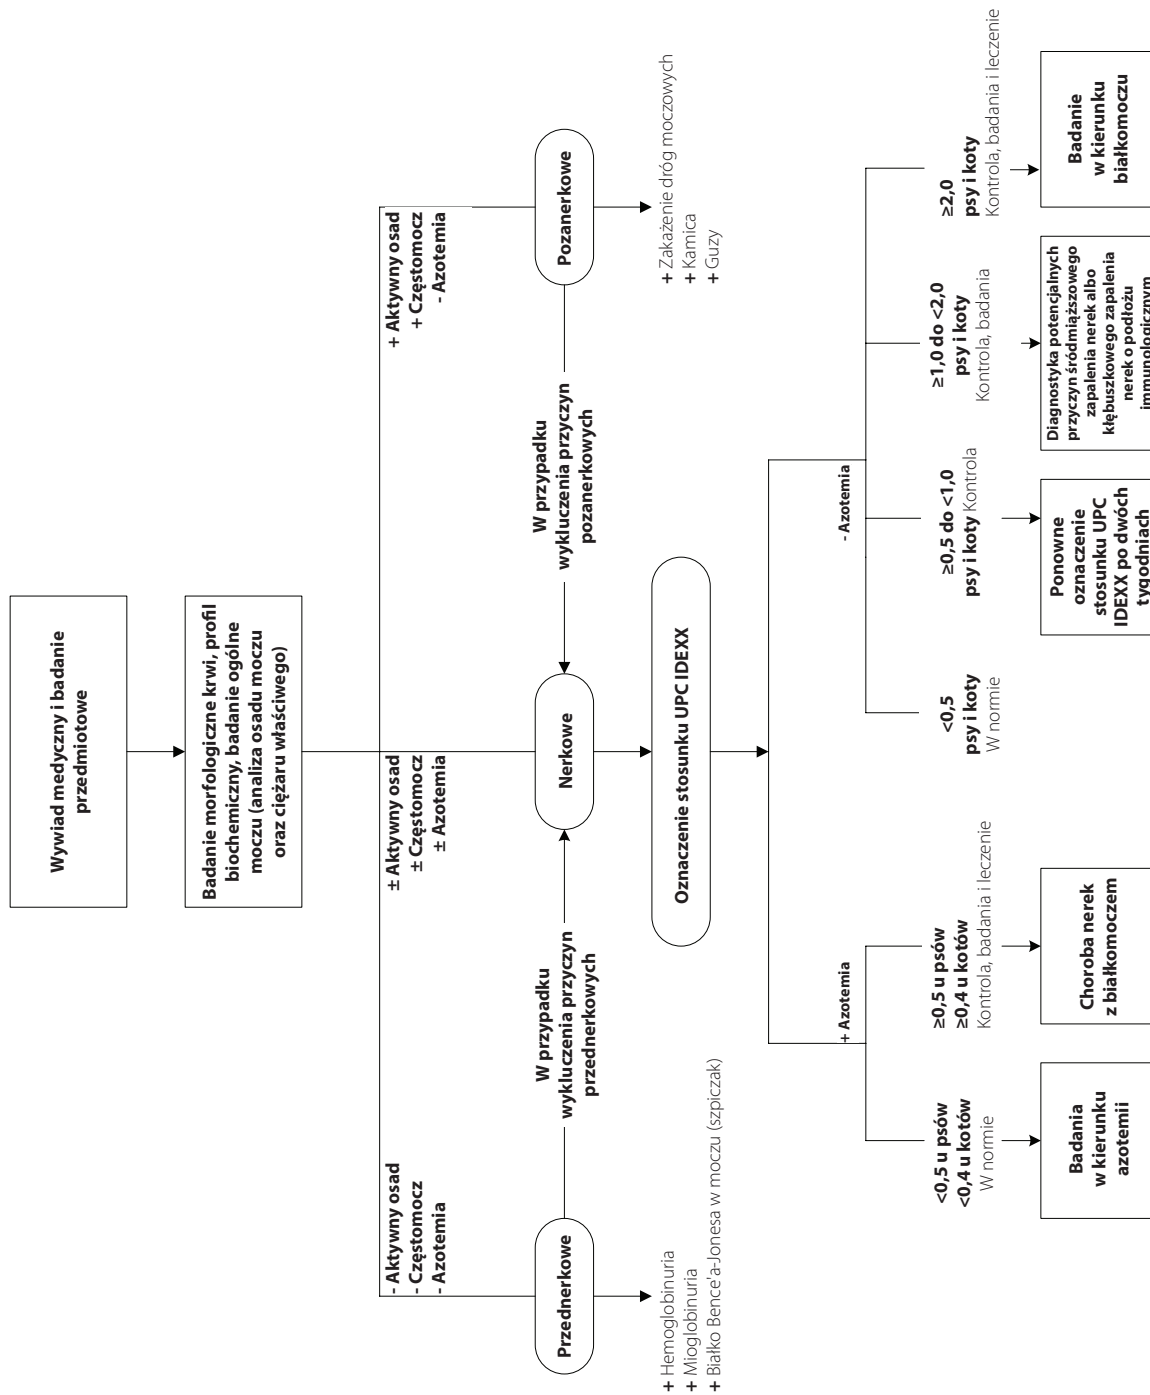 Wywiad medyczny i badanie
przedmiotowe
Badanie morfologiczne krwi, profil
biochemiczny, badanie ogólne
moczu (analiza osadu moczu
oraz ciężaru właściwego)
- Aktywny osad
- Częstomocz
- Azotemia
± Aktywny osad
± Częstomocz
± Azotemia
+ Aktywny osad
+ Częstomocz
- Azotemia
Przednerkowe
W przypadku
wykluczenia przyczyn
przednerkowych
Nerkowe
W przypadku
wykluczenia przyczyn
pozanerkowych
Pozanerkowe
+ Hemoglobinuria
+ Mioglobinuria
+ Białko Bence'a-Jonesa w moczu (szpiczak)
Oznaczenie stosunku UPC IDEXX
+ Zakażenie dróg moczowych
+ Kamica
+ Guzy
+ Azotemia
- Azotemia
<0,5 u psów
<0,4 u kotów
W normie
≥0,5 u psów
≥0,4 u kotów
Kontrola, badania i leczenie
<0,5
psy i koty
W normie
≥0,5 do <1,0
psy i koty Kontrola
≥1,0 do <2,0
psy i koty
Kontrola, badania
≥2,0
psy i koty
Kontrola, badania i leczenie
Badania
w kierunku
azotemii
Choroba nerek
z białkomoczem
Ponowne
oznaczenie
stosunku UPC
IDEXX po dwóch
tygodniach
Diagnostyka potencjalnych
przyczyn śródmiąższowego
zapalenia nerek albo
kłębuszkowego zapalenia
nerek o podłożu
immunologicznym
Badanie
w kierunku
białkomoczu